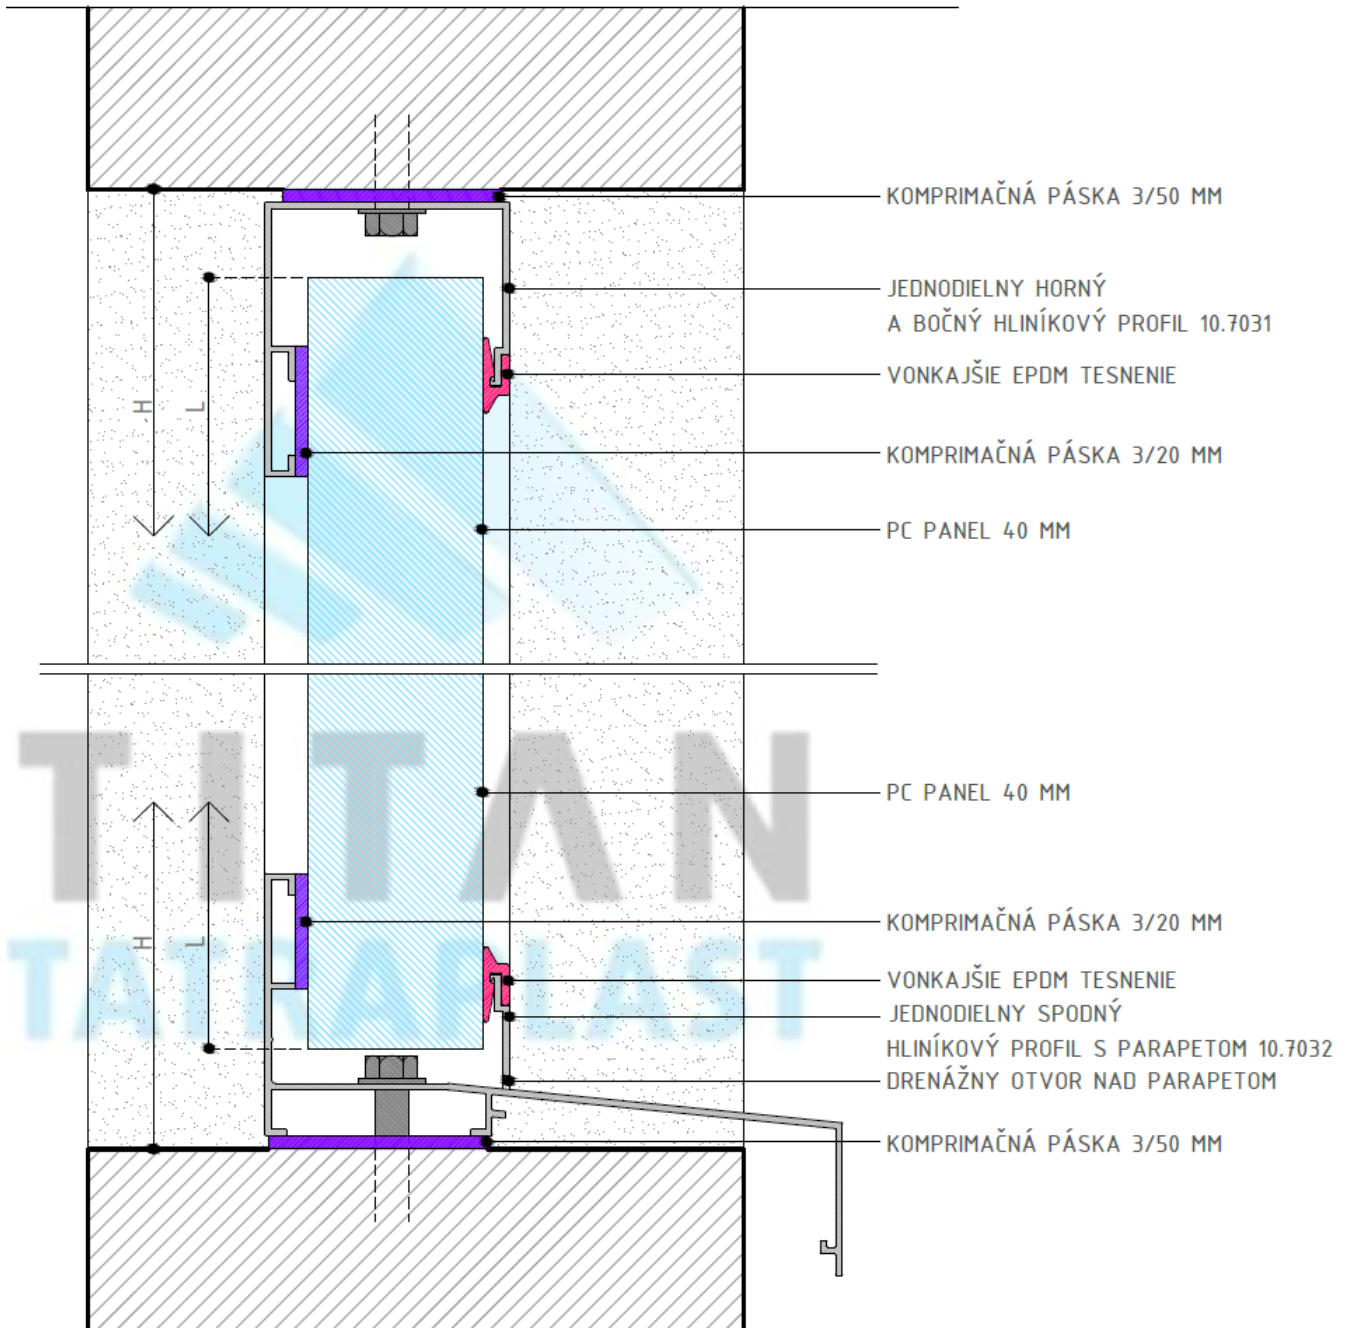 KOMPRIMAČNÁ PÁSKA 3/50 MM
JEDNODIELNY HORNÝ
A BOČNÝ HLINÍKOVÝ PROFIL 10.7031
VONKAJŠIE EPDM TESNENIE
H
L
KOMPRIMAČNÁ PÁSKA 3/20 MM
PC PANEL 40 MM
TITAN
PC PANEL 40 MM
KOMPRIMAČNÁ PÁSKA 3/20 MM
H
L
TATRAPLAST
VONKAJŠIE EPDM TESNENIE
JEDNODIELNY SPODNÝ
HLINÍKOVÝ PROFIL S PARAPETOM 10.7032
DRENÁŽNY OTVOR NAD PARAPETOM
KOMPRIMAČNÁ PÁSKA 3/50 MM